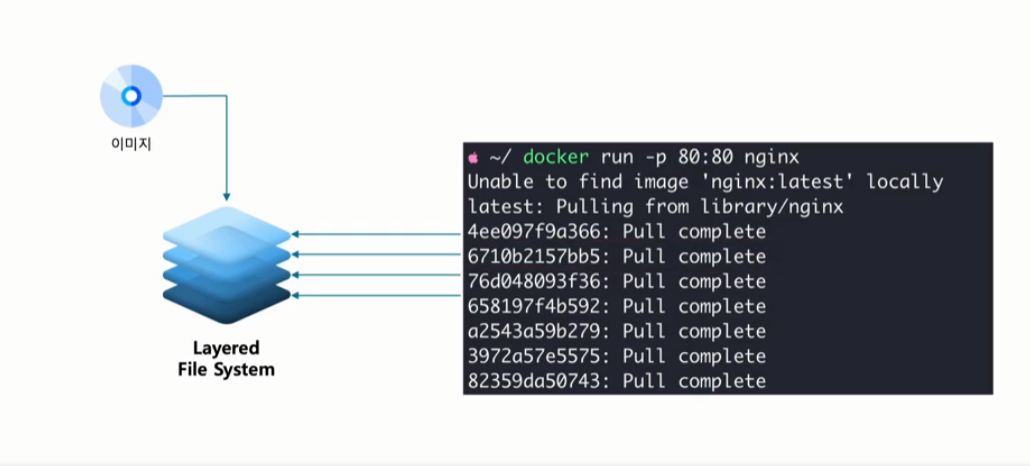 이미지
Layered
File System
~/ docker run -p 80:80 nginx
Unable to find image 'nginx:latest' locally
latest: Pulling from library/nginx
4ee097f9a366: Pull complete
6710b2157bb5: Pull complete
76d048093f36: Pull complete
658197f4b592: Pull complete
a2543a59b279: Pull complete
3972a57e5575: Pull complete
82359da50743: Pull complete